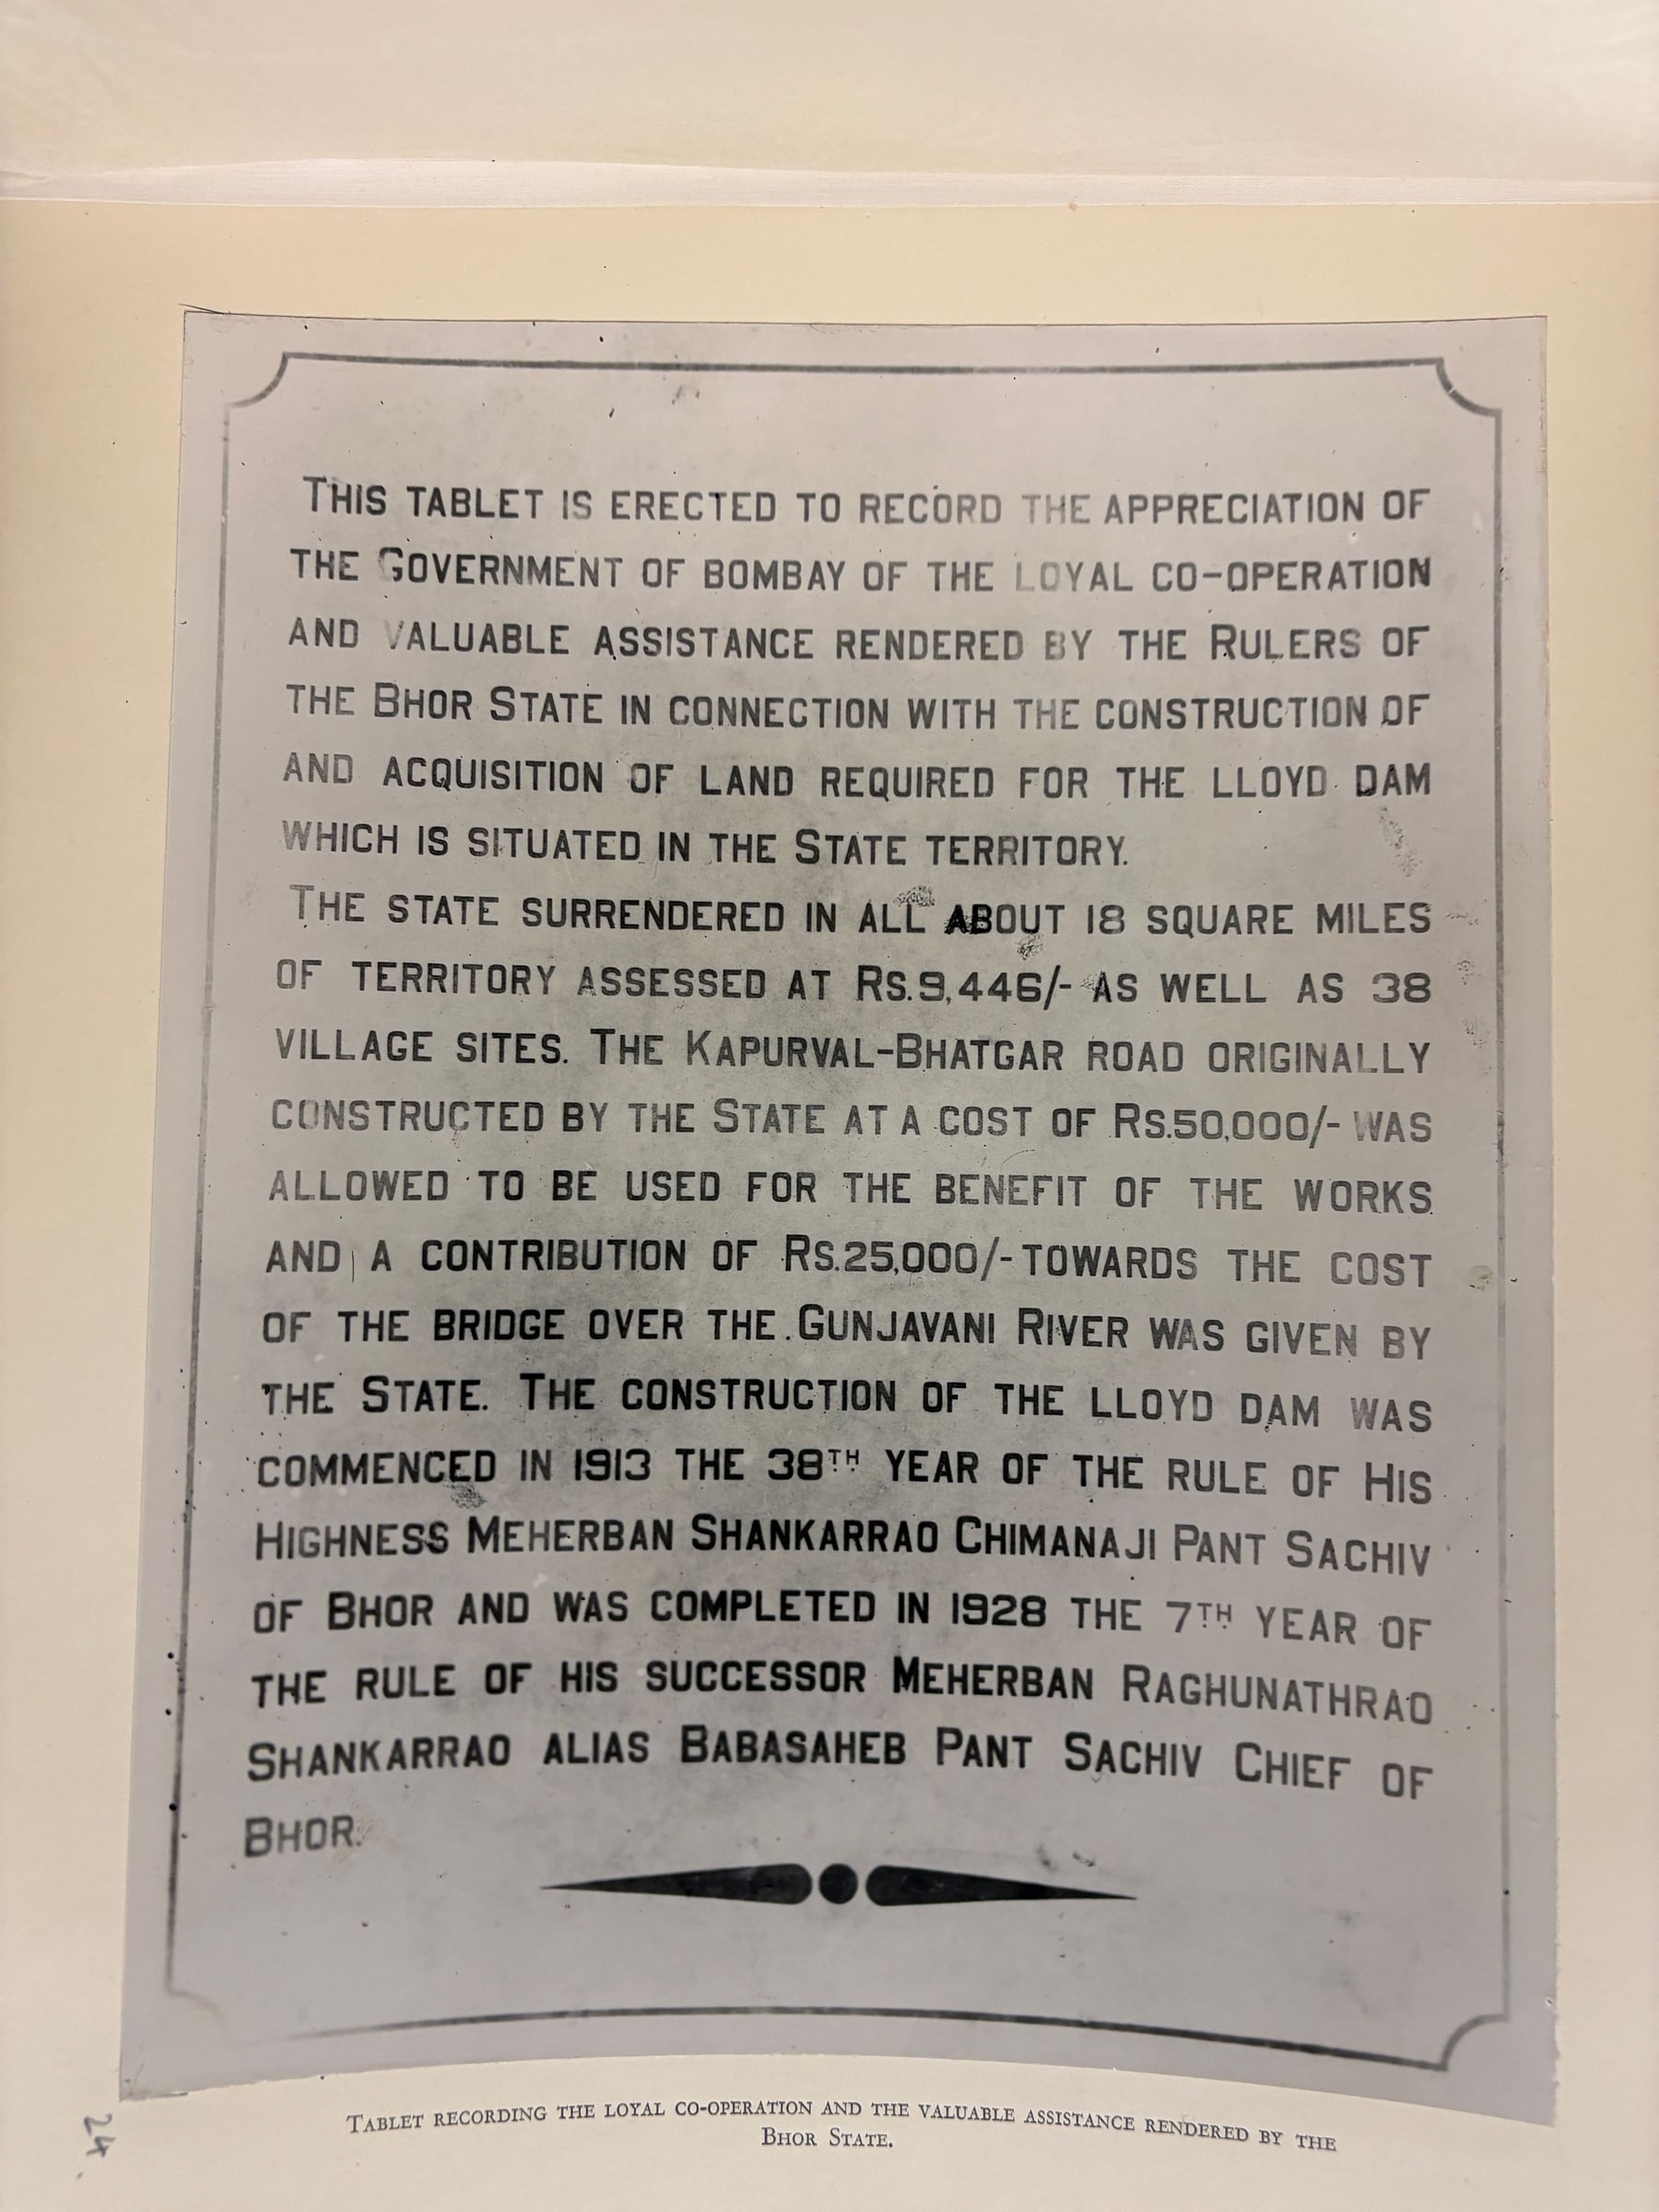 THIS TABLET IS ERECTED TO RECORD THE APPRECIATION OF
THE GOVERNMENT OF BOMBAY OF THE LOYAL CO-OPERATION
AND VALUABLE ASSISTANCE RENDERED BY THE RULERS OF
THE BHOR STATE IN CONNECTION WITH THE CONSTRUCTION OF
AND ACQUISITION OF LAND REQUIRED FOR THE LLOYD DAM
WHICH IS SITUATED IN THE STATE TERRITORY.
THE STATE SURRENDERED IN ALL ABOUT 18 SQUARE MILES
OF TERRITORY ASSESSED AT RS.9,446/- AS WELL AS 38
VILLAGE SITES. THE KAPURVAL-BHATGAR ROAD ORIGINALLY
CONSTRUCTED BY THE STATE AT A COST OF RS.50,000/- WAS
ALLOWED TO BE USED FOR THE BENEFIT OF THE WORKS
AND A CONTRIBUTION OF RS.25,000/- TOWARDS THE COST
OF THE BRIDGE OVER THE GUNJAVANI RIVER WAS GIVEN BY
THE STATE. THE CONSTRUCTION OF THE LLOYD DAM WAS
COMMENCED IN 1913 THE 38TH YEAR OF THE RULE OF HIS
HIGHNESS MEHERBAN SHANKARRAO CHIMANAJI PANT SACHIV
OF BHOR AND WAS COMPLETED IN 1928 THE 7TH YEAR OF
THE RULE OF HIS SUCCESSOR MEHERBAN RAGHUNATHRAO
SHANKARRAO ALIAS BABASAHEB PANT SACHIV CHIEF OF
BHOR.
TABLET RECORDING THE LOYAL CO-OPERATION AND THE VALUABLE ASSISTANCE RENDERED BY THE
BHOR STATE.
24.